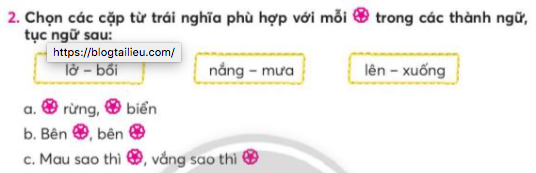 2. Chọn các cặp từ trái nghĩa phù hợp với mỗi trong các thành ngữ,
tục ngữ sau:
https://blogtailieu.com/
lở – bồi nắng – mưa lên – xuống
a. rừng, biển
b. Bên , bên
c. Mau sao thì , vắng sao thì